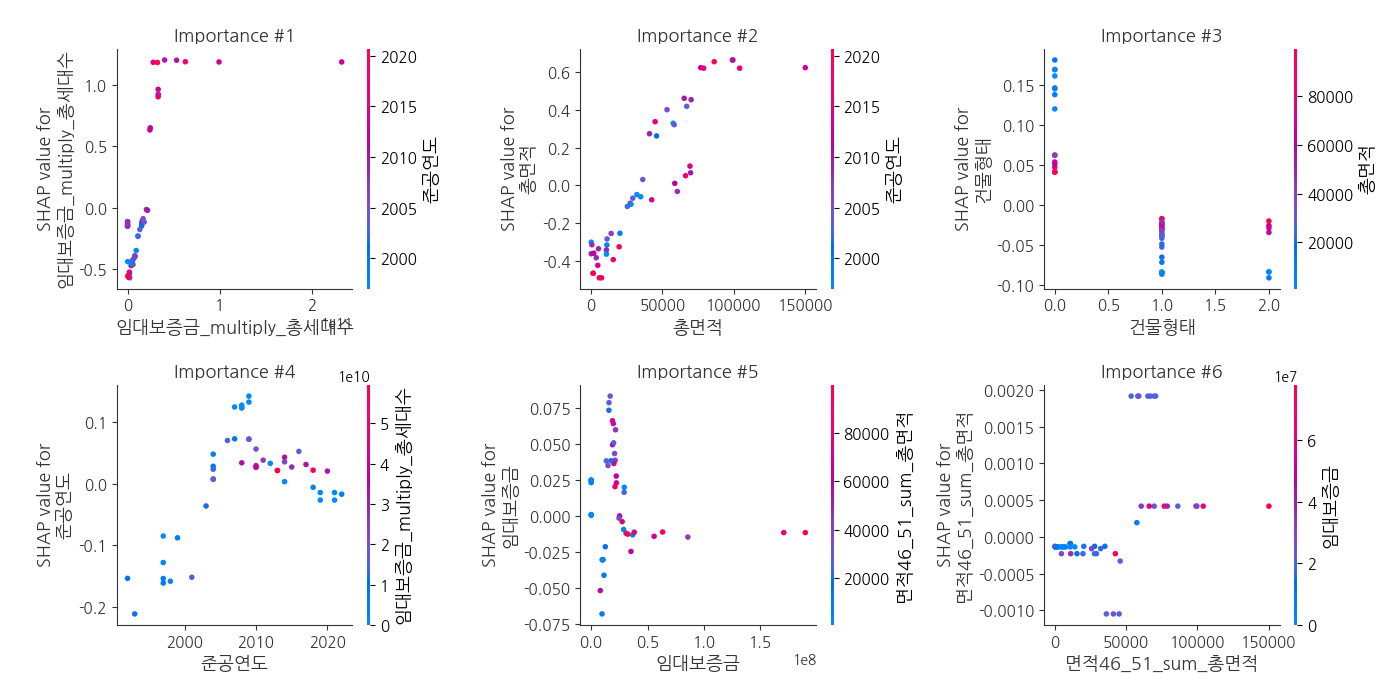 Importance #1
SHAP value for
임대보증금_multiply_총세대수
1.0
0.5
0.0
-0.5
0
1
2
임대보증금_multiply_총세대수
2020
2015
2010
2005
2000
준공연도
Importance #2
SHAP value for
총면적
0.6
0.4
0.2
0.0
-0.2
-0.4
0
50000
100000
150000
총면적
2020
2015
2010
2005
2000
준공연도
Importance #3
SHAP value for
건물형태
0.15
0.10
0.05
0.00
-0.05
-0.10
0.0
0.5
1.0
1.5
2.0
건물형태
80000
60000
40000
20000
총면적
Importance #4
SHAP value for
준공연도
0.1
0.0
-0.1
-0.2
2000
2010
2020
준공연도
1e10
5
4
3
2
1
0
임대보증금_multiply_총세대수
Importance #5
SHAP value for
임대보증금
0.075
0.050
0.025
0.000
-0.025
-0.050
-0.075
0.0
0.5
1.0
1.5
1e8
임대보증금
80000
60000
40000
20000
면적46_51_sum_총면적
Importance #6
SHAP value for
면적46_51_sum_총면적
0.0020
0.0015
0.0010
0.0005
0.0000
-0.0005
-0.0010
0
50000
100000
150000
면적46_51_sum_총면적
1e7
6
4
2
0
임대보증금